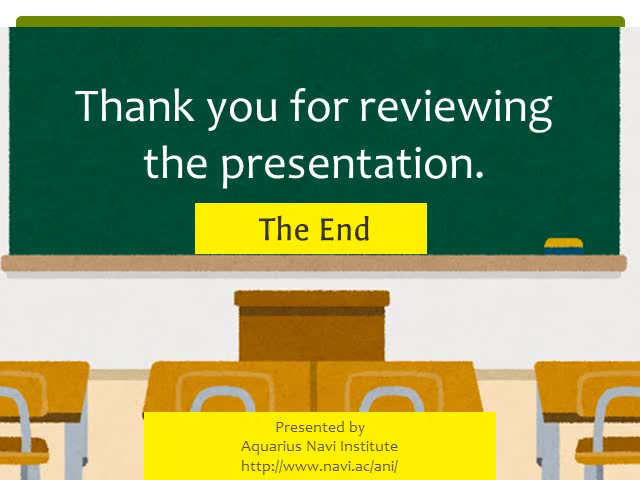 Thank you for reviewing
the presentation.
The End
Presented by
Aquarius Navi Institute
http://www.navi.ac/ani/